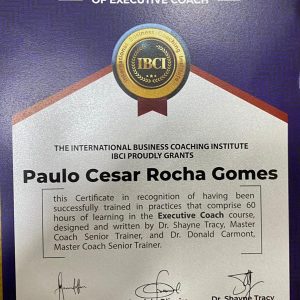 OF EXECUTIVE COACH
International Business Coaching
IBCI
THE INTERNATIONAL BUSINESS COACHING INSTITUTE
IBCI PROUDLY GRANTS
Paulo Cesar Rocha Gomes
this Certificate in recognition of having been
successfully trained in practices that comprise 60
hours of learning in the Executive Coach course,
designed and written by Dr. Shayne Tracy, Master
Coach Senior Trainer, and Dr. Donald Carmont,
Master Coach Senior Trainer.
Dr. Shayne Tracy